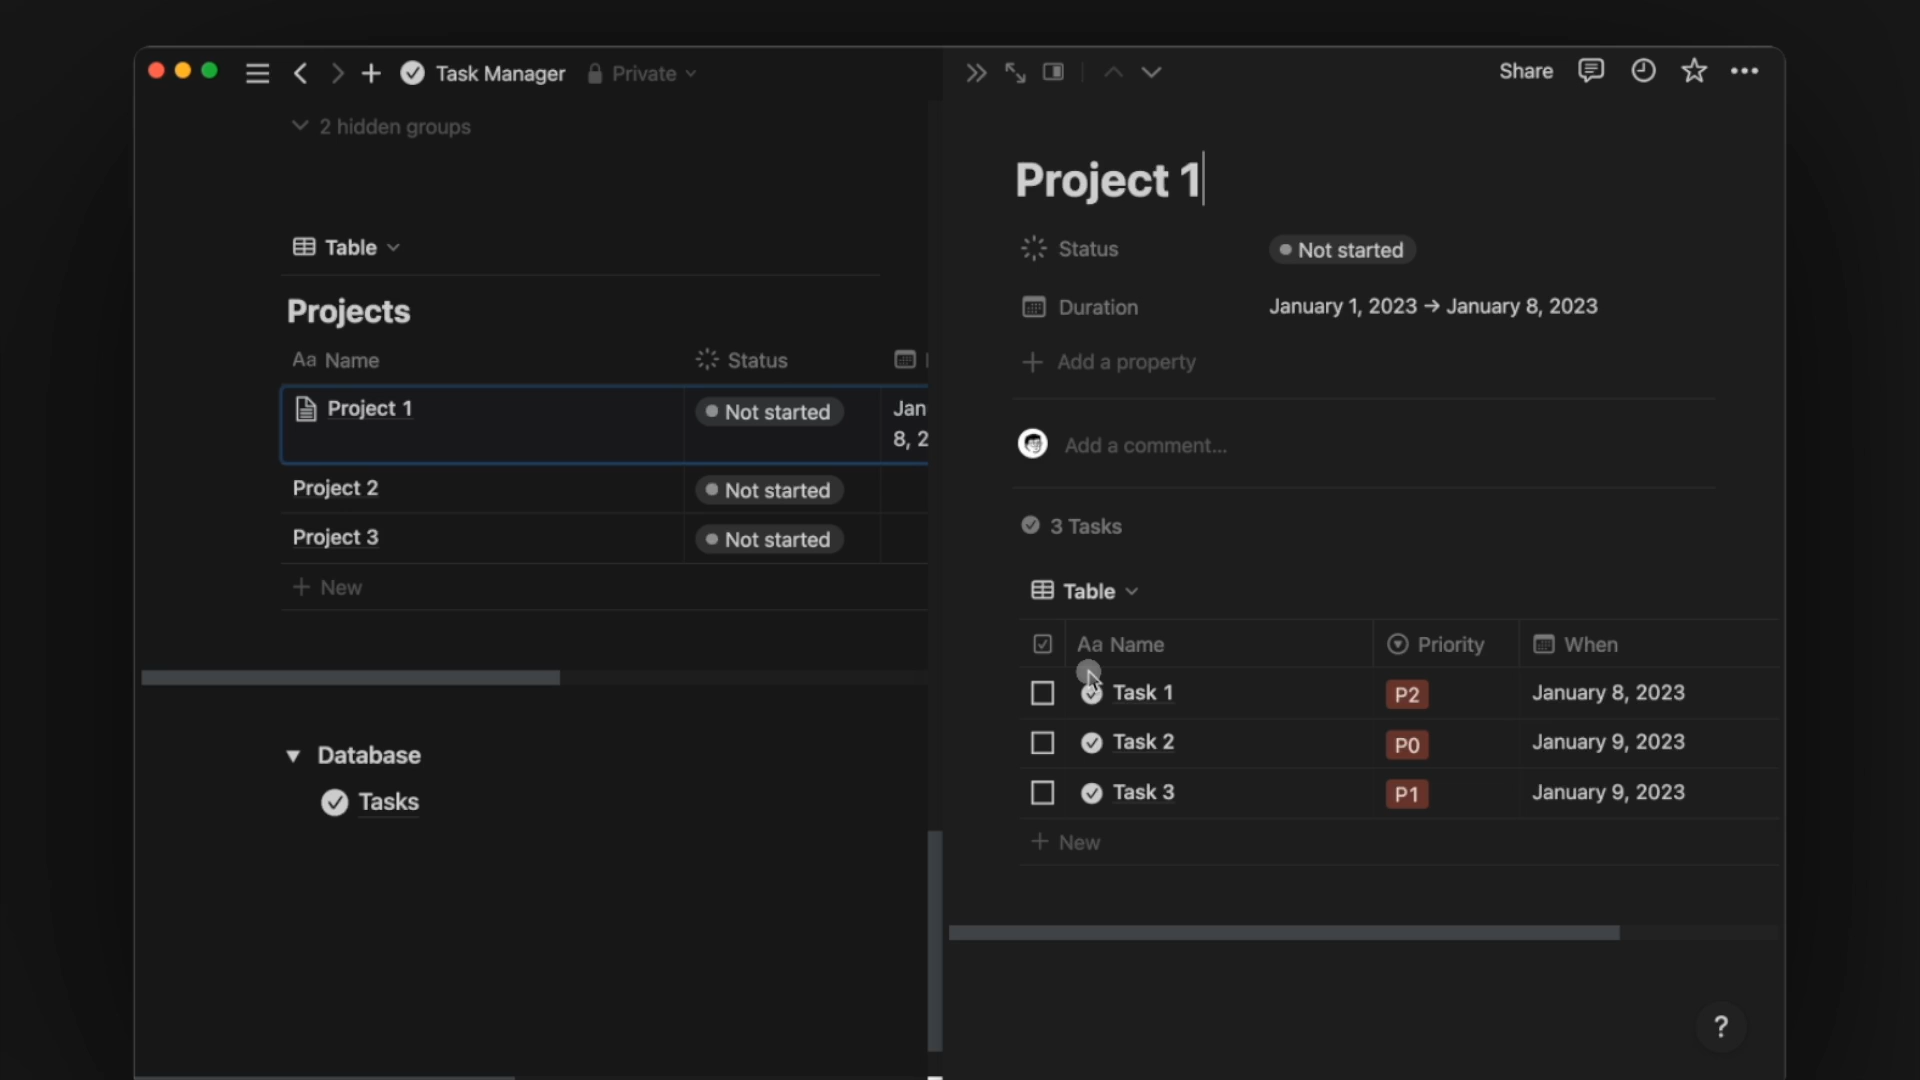 Task Manager Private
2 hidden groups
Table
Projects
Aa Name Status
Project 1 Not started Jan
8, 2
Project 2 Not started
Project 3 Not started
+ New
Database
Tasks
Share
Project 1
Status Not started
Duration January 1, 2023 → January 8, 2023
+ Add a property
Add a comment...
3 Tasks
Table
Aa Name Priority When
Task 1 P2 January 8, 2023
Task 2 P0 January 9, 2023
Task 3 P1 January 9, 2023
+ New
?